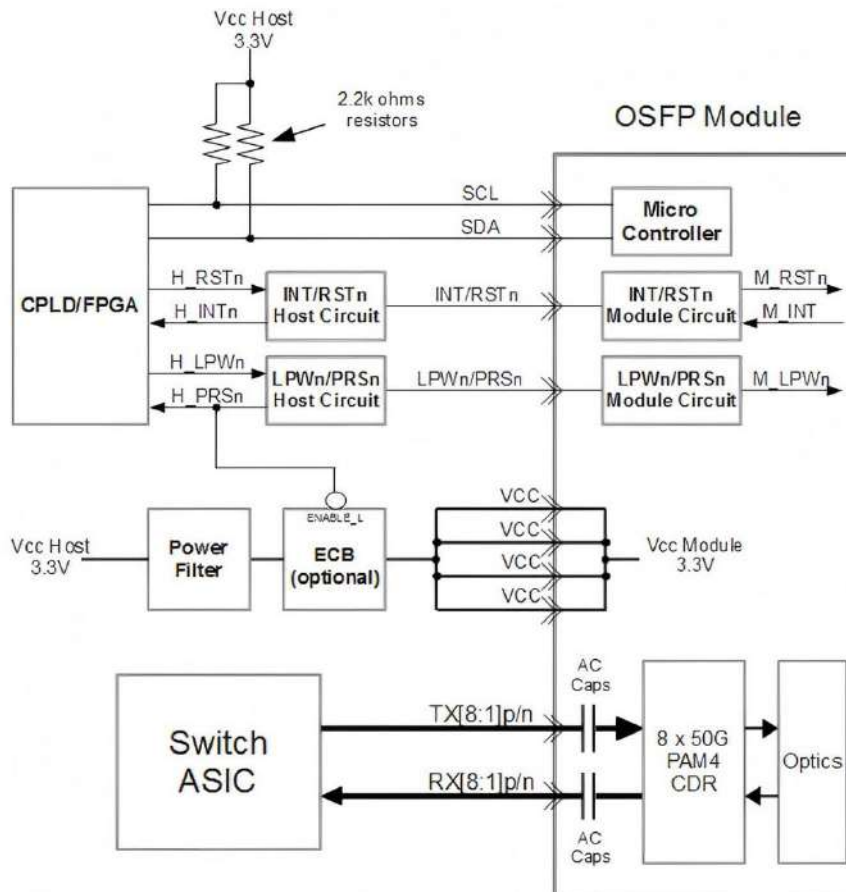 Vcc Host
3.3V
2.2k ohms
resistors
OSFP Module
SCL
SDA
Micro
Controller
CPLD/FPGA
H_RSTn
H_INTn
INT/RSTn
Host Circuit
INT/RSTn
INT/RSTn
Module Circuit
M_RSTn
M_INT
H_LPWn
H_PRSn
LPWn/PRSn
Host Circuit
LPWn/PRSn
LPWn/PRSn
Module Circuit
M_LPWn
Vcc Host
3.3V
Power
Filter
ENABLE_L
ECB
(optional)
VCC
VCC
VCC
VCC
Vcc Module
3.3V
Switch
ASIC
TX[8:1]p/n
RX[8:1]p/n
AC
Caps
AC
Caps
8 x 50G
PAM4
CDR
Optics